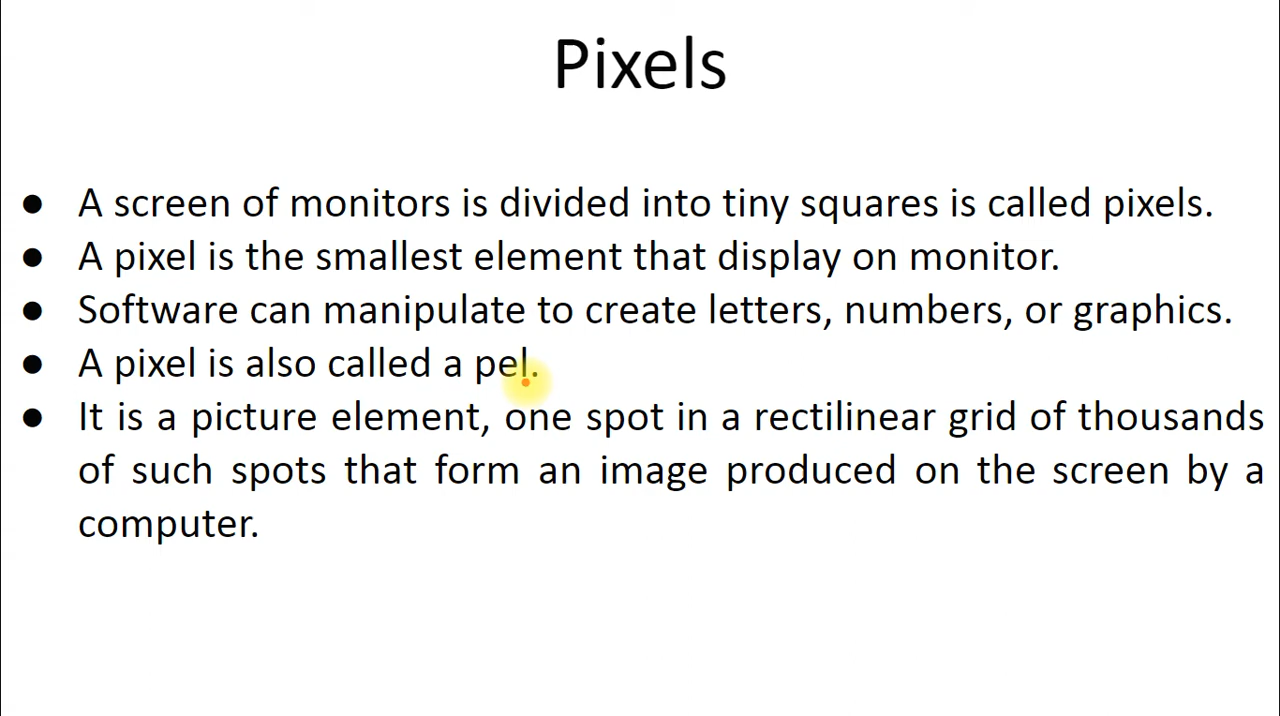 Pixels
● A screen of monitors is divided into tiny squares is called pixels.
● A pixel is the smallest element that display on monitor.
● Software can manipulate to create letters, numbers, or graphics.
● A pixel is also called a pel.
● It is a picture element, one spot in a rectilinear grid of thousands
of such spots that form an image produced on the screen by a
computer.